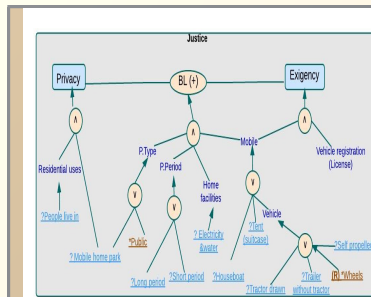 Justice
Privacy
BL (+)
Exigency
^
^
^
P.Type
Mobile
Residential uses
P.Period
Vehicle registration
(License)
Home
facilities
v
v
v
?People live in
*Public
Vehicle
?Tent
(suitcase)
? Electricity
&water
v
?Self propelled
? Mobile home park
?Long period
?Short period
?Houseboat
?Trailer
without tractor
(R) *Wheels
?Tractor drawn